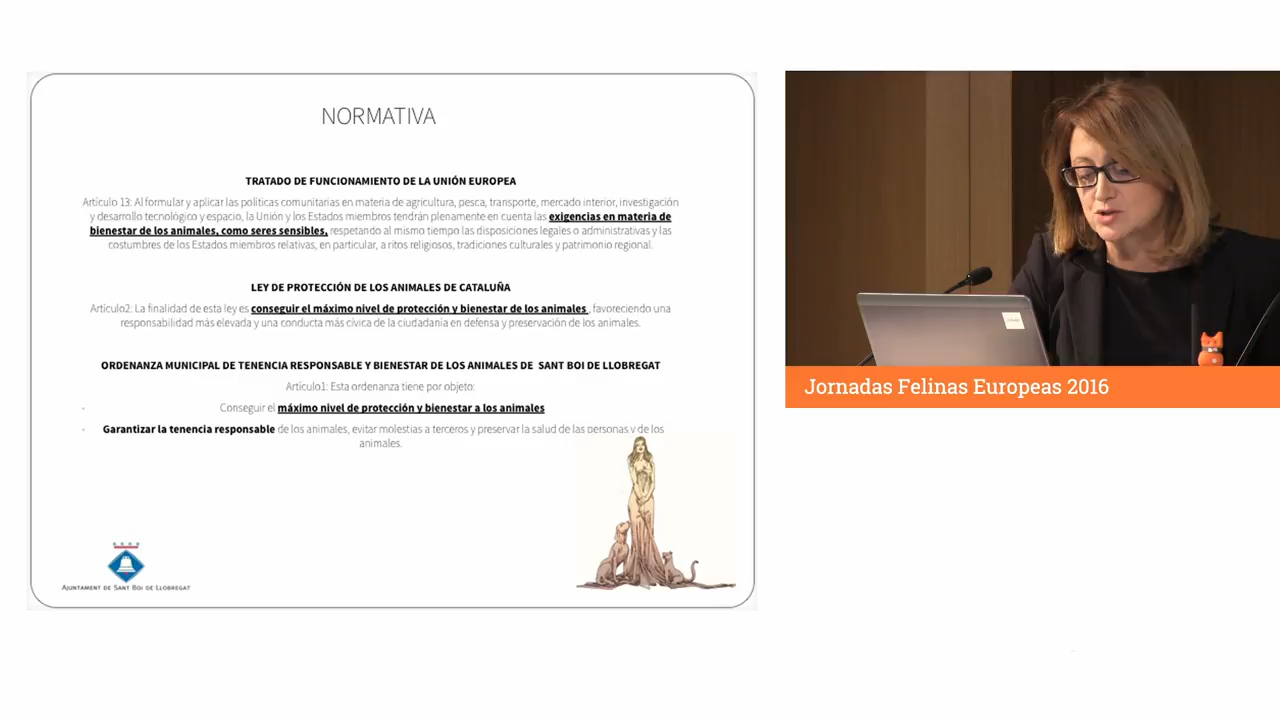 NORMATIVA
TRATADO DE FUNCIONAMIENTO DE LA UNIÓN EUROPEA
Artículo 13: Al formular y aplicar las políticas comunitarias en materia de agricultura, pesca, transporte, mercado interior, investigación
y desarrollo tecnológico y espacio, la Unión y los Estados miembros tendrán plenamente en cuenta las exigencias en materia de
bienestar de los animales, como seres sensibles, respetando al mismo tiempo las disposiciones legales o administrativas y las
costumbres de los Estados miembros relativas, en particular, a ritos religiosos, tradiciones culturales y patrimonio regional.
LEY DE PROTECCIÓN DE LOS ANIMALES DE CATALUÑA
Artículo2: La finalidad de esta ley es conseguir el máximo nivel de protección y bienestar de los animales , favoreciendo una
responsabilidad más elevada y una conducta más cívica de la ciudadanía en defensa y preservación de los animales.
ORDENANZA MUNICIPAL DE TENENCIA RESPONSABLE Y BIENESTAR DE LOS ANIMALES DE SANT BOI DE LLOBREGAT
Artículo1: Esta ordenanza tiene por objeto:
- Conseguir el máximo nivel de protección y bienestar a los animales
- Garantizar la tenencia responsable de los animales, evitar molestias a terceros y preservar la salud de las personas y de los
animales.
AJUNTAMENT DE SANT BOI DE LLOBREGAT
Jornadas Felinas Europeas 2016